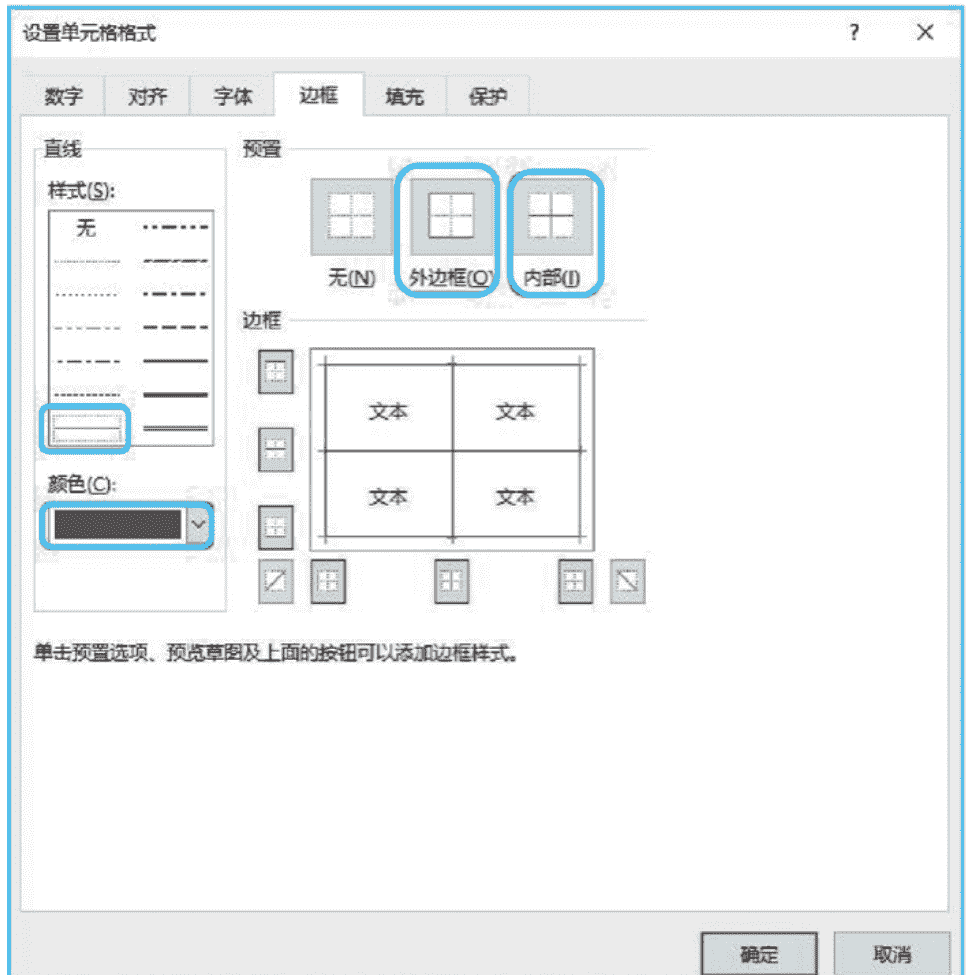 设置单元格格式 ? ×
数字 对齐 字体 边框 填充 保护
直线
样式(S):
无
颜色(C):
预置
无(N) 外边框(O) 内部(I)
边框
文本 文本
文本 文本
单击预置选项、预览草图及上面的按钮可以添加边框样式。
确定 取消